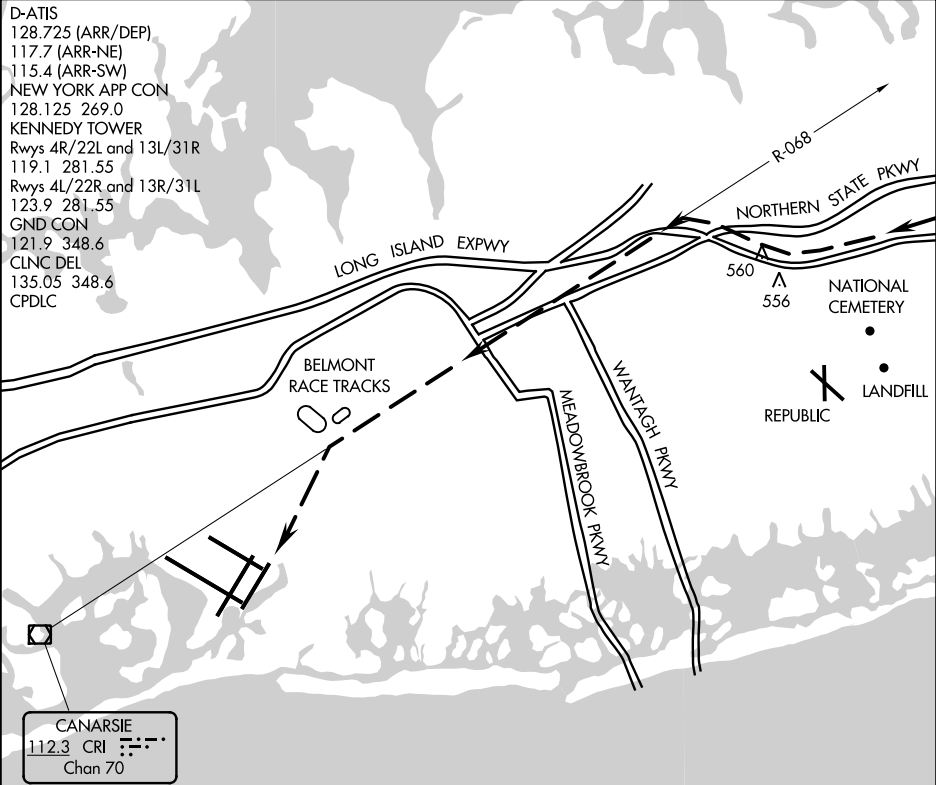 D-ATIS
128.725 (ARR/DEP)
117.7 (ARR-NE)
115.4 (ARR-SW)
NEW YORK APP CON
128.125 269.0
KENNEDY TOWER
Rwys 4R/22L and 13L/31R
119.1 281.55
Rwys 4L/22R and 13R/31L
123.9 281.55
GND CON
121.9 348.6
CLNC DEL
135.05 348.6
CPDLC
R-068
NORTHERN STATE PKWY
LONG ISLAND EXPWY
560
556
NATIONAL
CEMETERY
LANDFILL
REPUBLIC
BELMONT
RACE TRACKS
WANTAGH PKWY
MEADOWBROOK PKWY
CANARSIE
112.3 CRI
Chan 70